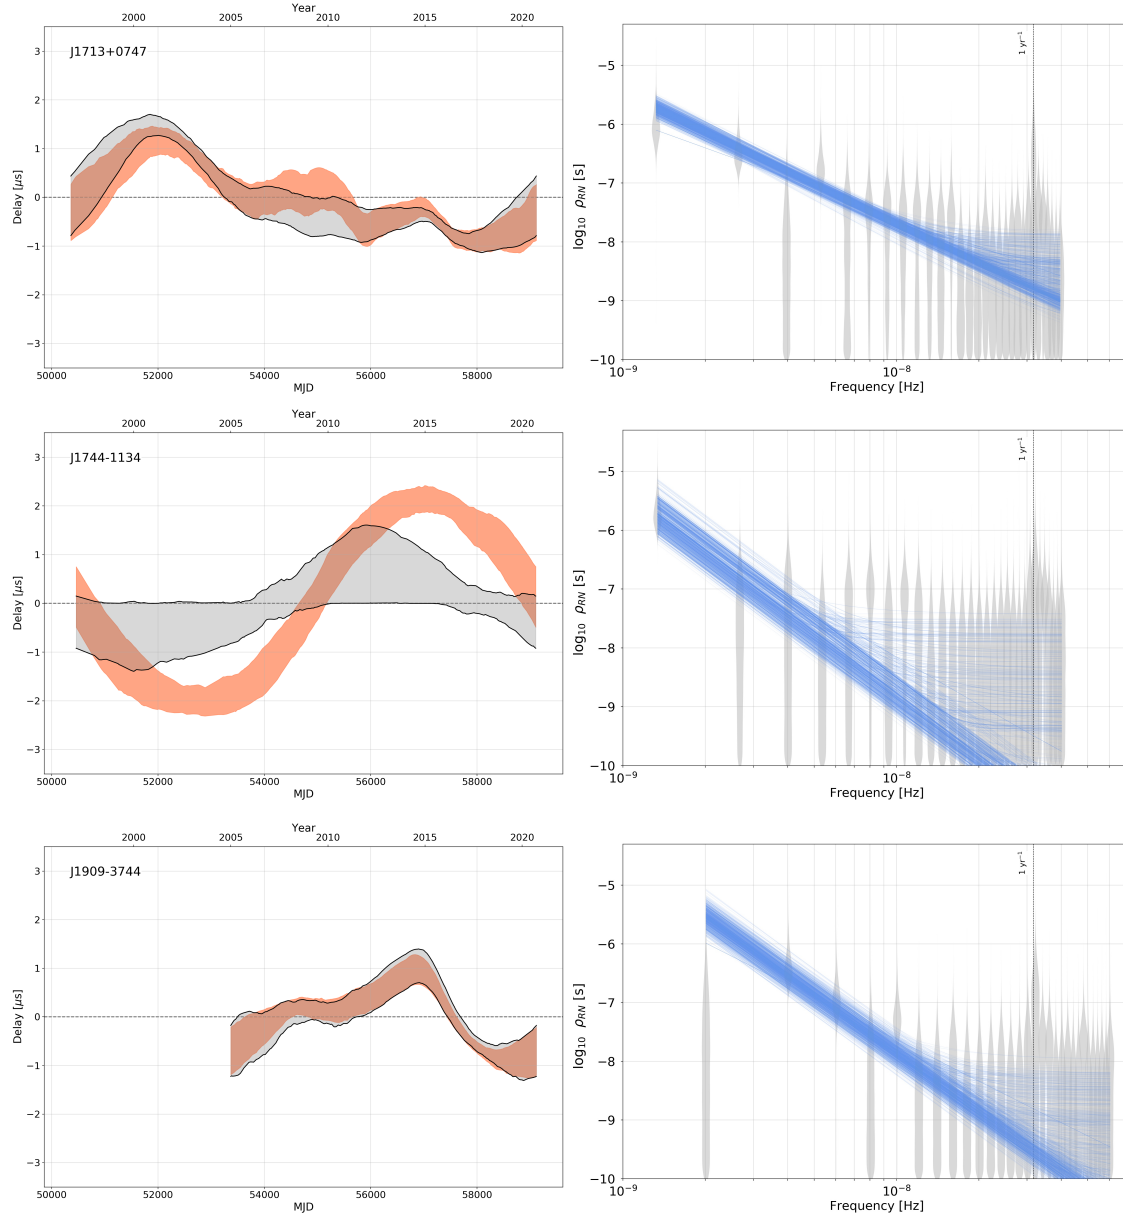 Year
2000 2005 2010 2015 2020
J1713+0747
3
2
1
0
−1
−2
−3
Delay [μs]
50000 52000 54000 56000 58000
MJD
1 yr⁻¹
−5
−6
−7
−8
−9
−10
log₁₀ ρRN [s]
10⁻⁹ 10⁻⁸
Frequency [Hz]
Year
2000 2005 2010 2015 2020
J1744-1134
3
2
1
0
−1
−2
−3
Delay [μs]
50000 52000 54000 56000 58000
MJD
1 yr⁻¹
−5
−6
−7
−8
−9
−10
log₁₀ ρRN [s]
10⁻⁹ 10⁻⁸
Frequency [Hz]
Year
2000 2005 2010 2015 2020
J1909-3744
3
2
1
0
−1
−2
−3
Delay [μs]
50000 52000 54000 56000 58000
MJD
1 yr⁻¹
−5
−6
−7
−8
−9
−10
log₁₀ ρRN [s]
10⁻⁹ 10⁻⁸
Frequency [Hz]